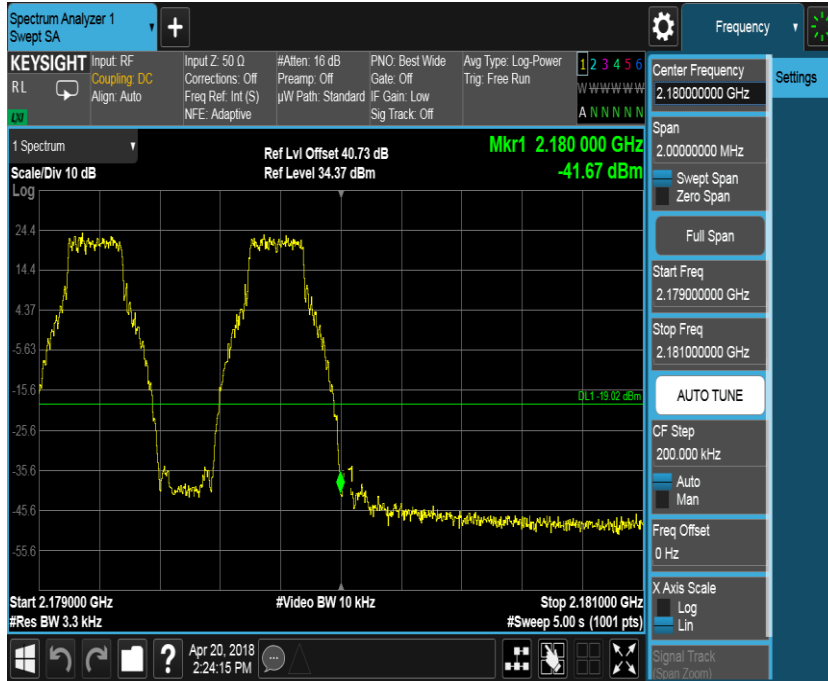 Spectrum Analyzer 1
Swept SA
Frequency
KEYSIGHT
RL
LXI
Input: RF
Coupling: DC
Align: Auto
Input Z: 50 Ω
Corrections: Off
Freq Ref: Int (S)
NFE: Adaptive
#Atten: 16 dB
Preamp: Off
µW Path: Standard
PNO: Best Wide
Gate: Off
IF Gain: Low
Sig Track: Off
Avg Type: Log-Power
Trig: Free Run
1 2 3 4 5 6
W W W W W W
A N N N N N
Center Frequency
2.180000000 GHz
Settings
1 Spectrum
Scale/Div 10 dB
Log
Ref Lvl Offset 40.73 dB
Ref Level 34.37 dBm
Mkr1 2.180 000 GHz
-41.67 dBm
Span
2.00000000 MHz
Swept Span
Zero Span
Full Span
Start Freq
2.179000000 GHz
Stop Freq
2.181000000 GHz
AUTO TUNE
CF Step
200.000 kHz
Auto
Man
Freq Offset
0 Hz
X Axis Scale
Log
Lin
Signal Track
(Span Zoom)
24.4
14.4
4.37
-5.63
-15.6
-25.6
-35.6
-45.6
-55.6
DL1 -19.02 dBm
1
Start 2.179000 GHz
#Res BW 3.3 kHz
#Video BW 10 kHz
Stop 2.181000 GHz
#Sweep 5.00 s (1001 pts)
?
Apr 20, 2018
2:24:15 PM